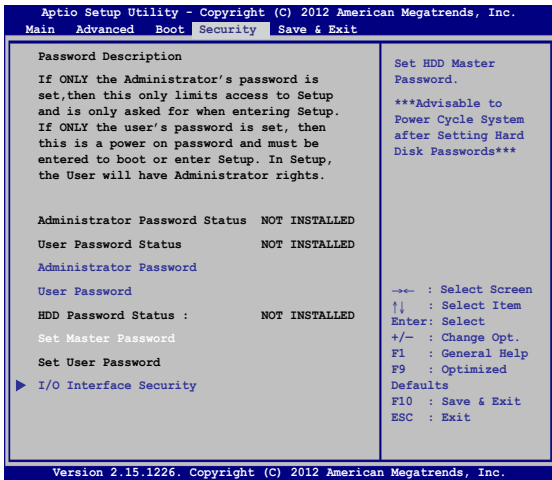 Aptio Setup Utility - Copyright (C) 2012 American Megatrends, Inc.
Main Advanced Boot Security Save & Exit
Password Description
If ONLY the Administrator's password is
set,then this only limits access to Setup
and is only asked for when entering Setup.
If ONLY the user's password is set, then
this is a power on password and must be
entered to boot or enter Setup. In Setup,
the User will have Administrator rights.
Administrator Password Status NOT INSTALLED
User Password Status NOT INSTALLED
Administrator Password
User Password
HDD Password Status : NOT INSTALLED
Set Master Password
Set User Password
I/O Interface Security
Set HDD Master
Password.
***Advisable to
Power Cycle System
after Setting Hard
Disk Passwords***
→← : Select Screen
↑↓ : Select Item
Enter: Select
+/— : Change Opt.
F1 : General Help
F9 : Optimized
Defaults
F10 : Save & Exit
ESC : Exit
Version 2.15.1226. Copyright (C) 2012 American Megatrends, Inc.